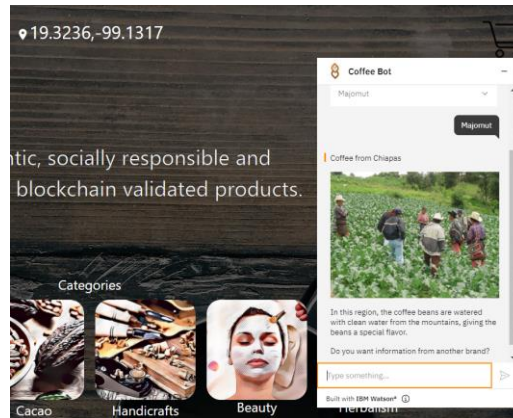 19.3236,-99.1317
Coffee Bot
Majomut
Majomut
ntic, socially responsible and
blockchain validated products.
Coffee from Chiapas
In this region, the coffee beans are watered
with clean water from the mountains, giving the
beans a special flavor.
Do you want information from another brand?
Type something...
Built with IBM Watson®
Categories
Cacao
Handicrafts
Beauty
Herbalism